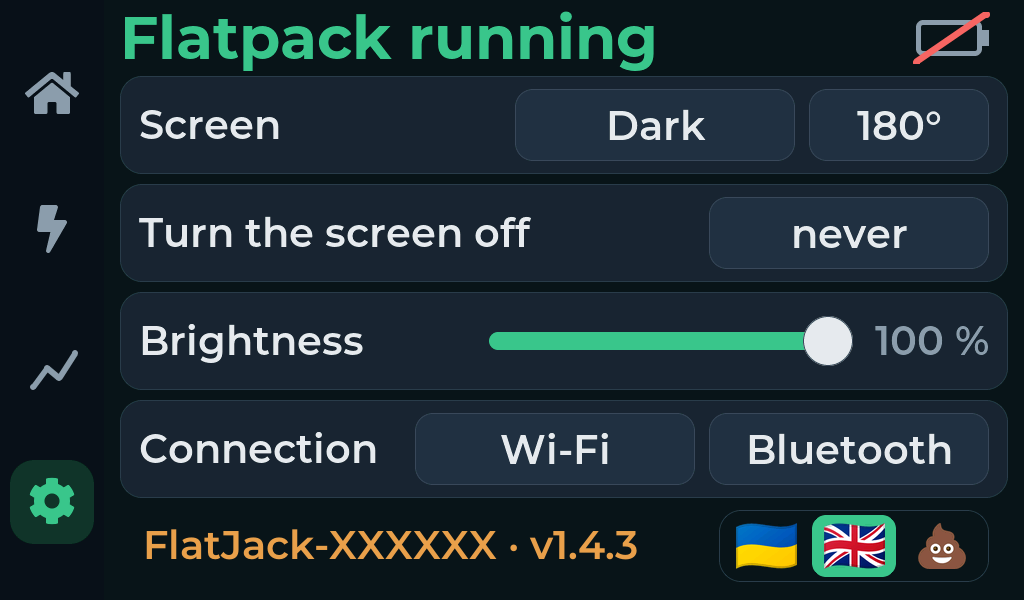 Flatpack running
Screen Dark 180°
Turn the screen off never
Brightness 100 %
Connection Wi-Fi Bluetooth
FlatJack-XXXXXX · v1.4.3